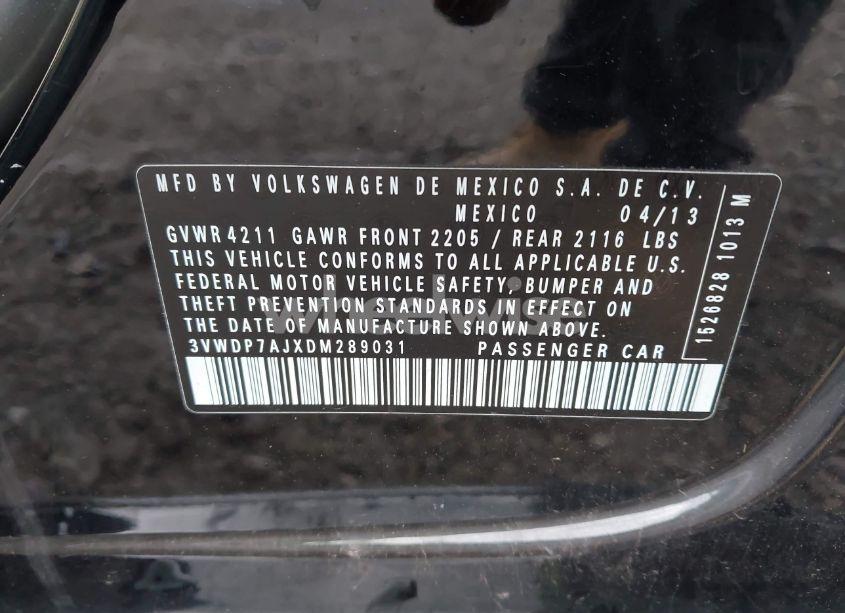 MFD BY VOLKSWAGEN DE MEXICO S.A. DE C.V.
MEXICO 04/13
GVWR 4211 GAWR FRONT 2205 / REAR 2116 LBS
THIS VEHICLE CONFORMS TO ALL APPLICABLE U.S.
FEDERAL MOTOR VEHICLE SAFETY, BUMPER AND
THEFT PREVENTION STANDARDS IN EFFECT ON
THE DATE OF MANUFACTURE SHOWN ABOVE.
3VWDP7AJXDM289031 PASSENGER CAR
1526828 1013 M